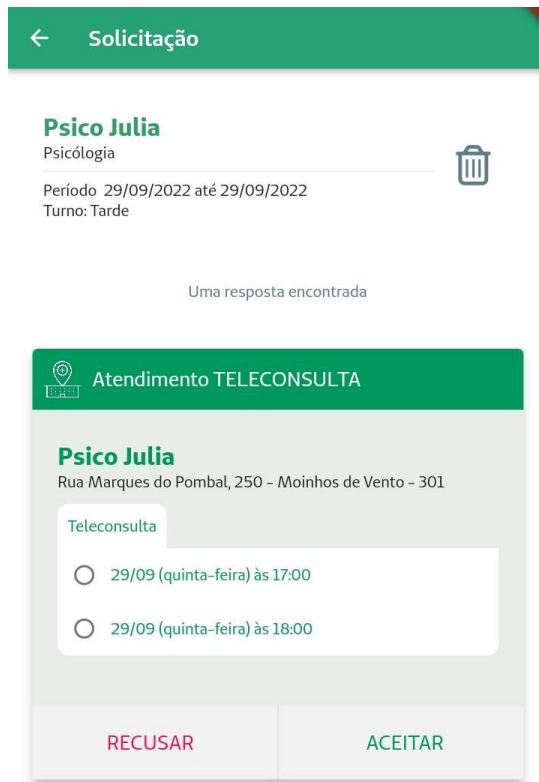 Solicitação
Psico Julia
Psicólogia
Período 29/09/2022 até 29/09/2022
Turno: Tarde
Uma resposta encontrada
Atendimento TELECONSULTA
Psico Julia
Rua Marques do Pombal, 250 - Moinhos de Vento - 301
Teleconsulta
29/09 (quinta-feira) às 17:00
29/09 (quinta-feira) às 18:00
RECUSAR
ACEITAR